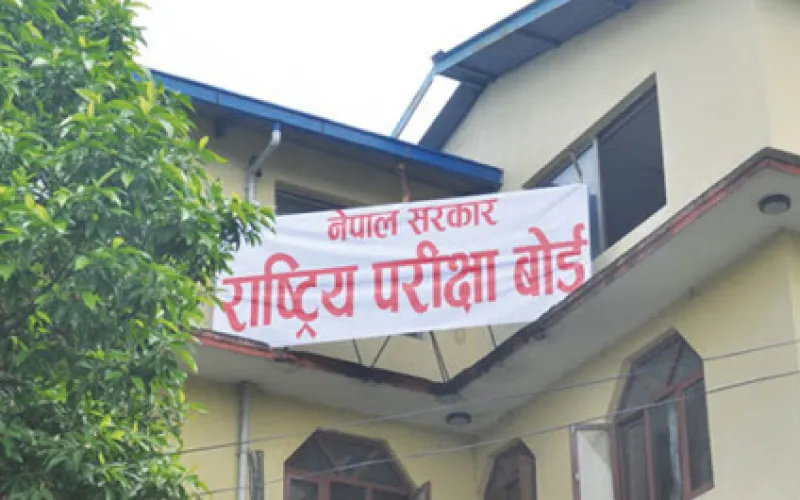 नेपाल सरकार
राष्ट्रिय परीक्षा बोर्ड